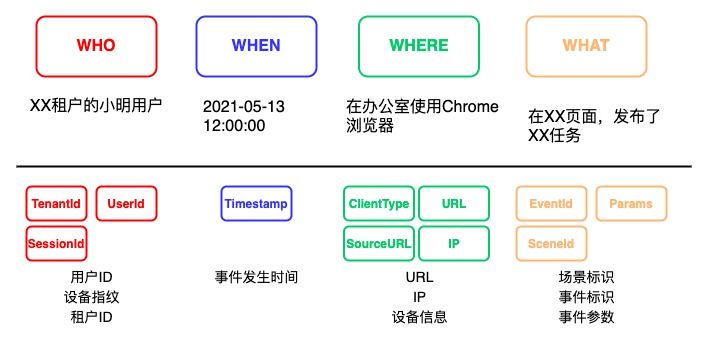 WHO
WHEN
WHERE
WHAT
XX租户的小明用户
2021-05-13
12:00:00
在办公室使用Chrome
浏览器
在XX页面，发布了
XX任务
TenantId
UserId
SessionId
Timestamp
ClientType
URL
SourceURL
IP
EventId
Params
SceneId
用户ID
设备指纹
租户ID
事件发生时间
URL
IP
设备信息
场景标识
事件标识
事件参数